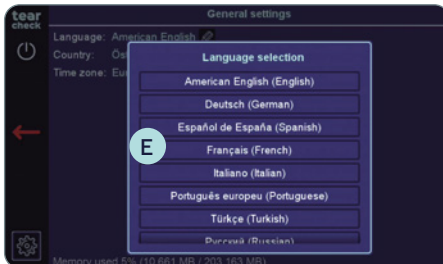 tear
check
General settings
Language: American English
Country: Öst
Time zone: Eur
Language selection
American English (English)
Deutsch (German)
Español de España (Spanish)
Français (French)
E
Italiano (Italian)
Português europeu (Portuguese)
Türkçe (Turkish)
Русский (Russian)
Memory used 5% (10.661 MB / 203.163 MB)